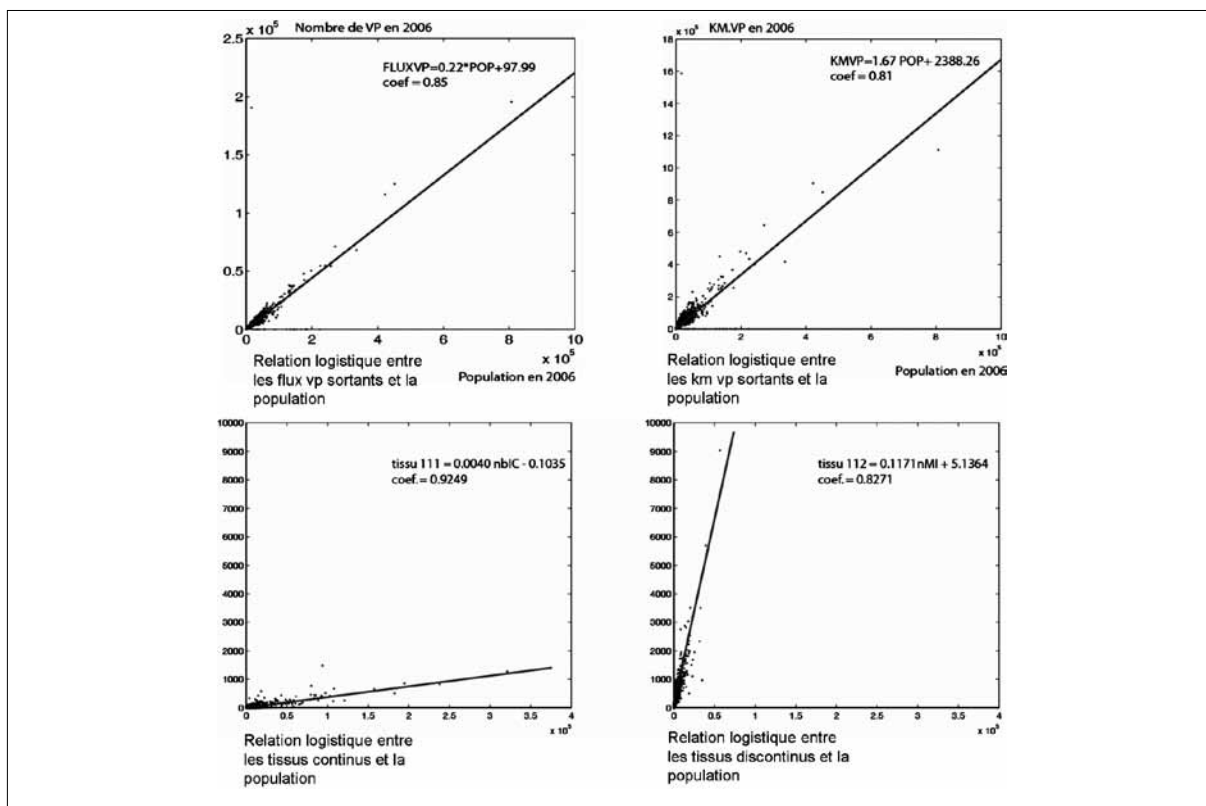 x 10⁵
Nombre de VP en 2006
2.5
2
1.5
1
0.5
0
FLUXVP=0.22*POP+97.99
coef = 0.85
0
2
4
6
8
10
x 10⁵
Population en 2006
Relation logistique entre
les flux vp sortants et la
population
x 10⁵
KM.VP en 2006
18
16
14
12
10
8
6
4
2
0
KMVP=1.67 POP+ 2388.26
coef = 0.81
0
2
4
6
8
10
x 10⁵
Population en 2006
Relation logistique entre
les km vp sortants et la
population
10000
9000
8000
7000
6000
5000
4000
3000
2000
1000
0
tissu 111 = 0.0040 nbIC - 0.1035
coef. = 0.9249
0
0.5
1
1.5
2
2.5
3
3.5
4
x 10⁵
Relation logistique entre
les tissus continus et la
population
10000
9000
8000
7000
6000
5000
4000
3000
2000
1000
0
tissu 112 = 0.1171nMI + 5.1364
coef. = 0.8271
0
0.5
1
1.5
2
2.5
3
3.5
4
x 10⁵
Relation logistique entre
les tissus discontinus et la
population